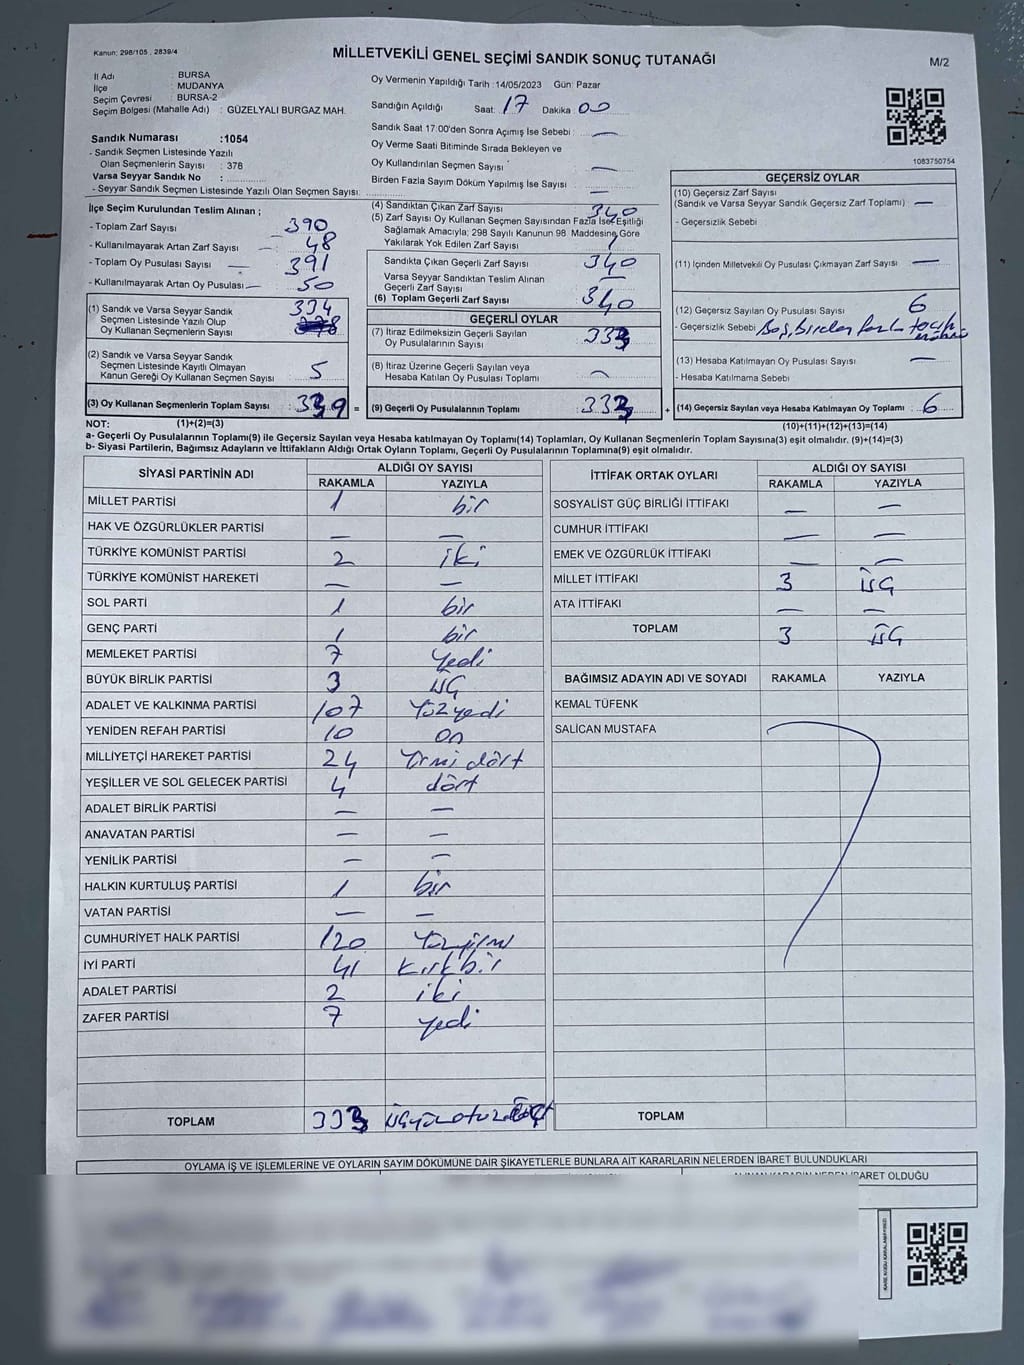 Kanun: 298/105 , 2839/4
MİLLETVEKİLİ GENEL SEÇİMİ SANDIK SONUÇ TUTANAĞI
M/2
İl Adı : BURSA
İlçe : MUDANYA
Seçim Çevresi : BURSA-2
Seçim Bölgesi (Mahalle Adı) : GÜZELYALI BURGAZ MAH.
Oy Vermenin Yapıldığı Tarih :14/05/2023 Gün: Pazar
Sandığın Açıldığı Saat: 17 Dakika 00
Sandık Saat 17:00'den Sonra Açımış İse Sebebi : —
Oy Verme Saati Bitiminde Sırada Bekleyen ve
Oy Kullandırılan Seçmen Sayısı : —
Birden Fazla Sayım Döküm Yapılmış İse Sayısı : —
1083750754
Sandık Numarası :1054
- Sandık Seçmen Listesinde Yazılı
Olan Seçmenlerin Sayısı : 378
Varsa Seyyar Sandık No :
- Seyyar Sandık Seçmen Listesinde Yazılı Olan Seçmen Sayısı:
İlçe Seçim Kurulundan Teslim Alınan ;
- Toplam Zarf Sayısı 390
- Kullanılmayarak Artan Zarf Sayısı 48
- Toplam Oy Pusulası Sayısı 391
- Kullanılmayarak Artan Oy Pusulası 50
(1) Sandık ve Varsa Seyyar Sandık
Seçmen Listesinde Yazılı Olup
Oy Kullanan Seçmenlerin Sayısı : 334
(2) Sandık ve Varsa Seyyar Sandık
Seçmen Listesinde Kayıtlı Olmayan
Kanun Gereği Oy Kullanan Seçmen Sayısı : 5
(3) Oy Kullanan Seçmenlerin Toplam Sayısı : 339 =
(4) Sandıktan Çıkan Zarf Sayısı : 340
(5) Zarf Sayısı Oy Kullanan Seçmen Sayısından Fazla İse, Eşitliği
Sağlamak Amacıyla; 298 Sayılı Kanunun 98. Maddesine Göre
Yakılarak Yok Edilen Zarf Sayısı :
Sandıkta Çıkan Geçerli Zarf Sayısı : 340
Varsa Seyyar Sandıktan Teslim Alınan
Geçerli Zarf Sayısı : —
(6) Toplam Geçerli Zarf Sayısı : 340
GEÇERLİ OYLAR
(7) İtiraz Edilmeksizin Geçerli Sayılan
Oy Pusulalarının Sayısı : 333
(8) İtiraz Üzerine Geçerli Sayılan veya
Hesaba Katılan Oy Pusulası Toplamı : —
(9) Geçerli Oy Pusulalarının Toplamı : 333 +
GEÇERSİZ OYLAR
(10) Geçersiz Zarf Sayısı
(Sandık ve Varsa Seyyar Sandık Geçersiz Zarf Toplamı) : —
- Geçersizlik Sebebi
(11) İçinden Milletvekili Oy Pusulası Çıkmayan Zarf Sayısı : —
(12) Geçersiz Sayılan Oy Pusulası Sayısı : 6
- Geçersizlik Sebebi : Boş, birden fazla
(13) Hesaba Katılmayan Oy Pusulası Sayısı : —
- Hesaba Katılmama Sebebi
(14) Geçersiz Sayılan veya Hesaba Katılmayan Oy Toplamı : 6
NOT: (1)+(2)=(3) (10)+(11)+(12)+(13)=(14)
a- Geçerli Oy Pusulalarının Toplamı(9) ile Geçersiz Sayılan veya Hesaba katılmayan Oy Toplamı(14) Toplamları, Oy Kullanan Seçmenlerin Toplam Sayısına(3) eşit olmalıdır. (9)+(14)=(3)
b- Siyasi Partilerin, Bağımsız Adayların ve İttifakların Aldığı Ortak Oyların Toplamı, Geçerli Oy Pusulalarının Toplamına(9) eşit olmalıdır.
SİYASİ PARTİNİN ADI ALDIĞI OY SAYISI
RAKAMLA YAZIYLA
MİLLET PARTİSİ 1 bir
HAK VE ÖZGÜRLÜKLER PARTİSİ — —
TÜRKİYE KOMÜNİST PARTİSİ 2 iki
TÜRKİYE KOMÜNİST HAREKETİ — —
SOL PARTİ 1 bir
GENÇ PARTİ 1 bir
MEMLEKET PARTİSİ 7 yedi
BÜYÜK BİRLİK PARTİSİ 3 üç
ADALET VE KALKINMA PARTİSİ 107 Yüzyedi
YENİDEN REFAH PARTİSİ 10 on
MİLLİYETÇİ HAREKET PARTİSİ 24 Yirmi dört
YEŞİLLER VE SOL GELECEK PARTİSİ 4 dört
ADALET BİRLİK PARTİSİ — —
ANAVATAN PARTİSİ — —
YENİLİK PARTİSİ — —
HALKIN KURTULUŞ PARTİSİ 1 bir
VATAN PARTİSİ — —
CUMHURİYET HALK PARTİSİ 120 Yüzyirmi
İYİ PARTİ 41 Kırkbir
ADALET PARTİSİ 2 iki
ZAFER PARTİSİ 7 yedi
TOPLAM 333
İTTİFAK ORTAK OYLARI ALDIĞI OY SAYISI
RAKAMLA YAZIYLA
SOSYALİST GÜÇ BİRLİĞİ İTTİFAKI — —
CUMHUR İTTİFAKI — —
EMEK VE ÖZGÜRLÜK İTTİFAKI — —
MİLLET İTTİFAKI 3 üç
ATA İTTİFAKI — —
TOPLAM 3 üç
BAĞIMSIZ ADAYIN ADI VE SOYADI RAKAMLA YAZIYLA
KEMAL TÜFENK
SALİCAN MUSTAFA
TOPLAM
OYLAMA İŞ VE İŞLEMLERİNE VE OYLARIN SAYIM DÖKÜMÜNE DAİR ŞİKAYETLERLE BUNLARA AİT KARARLARIN NELERDEN İBARET BULUNDUKLARI
İBARET OLDUĞU